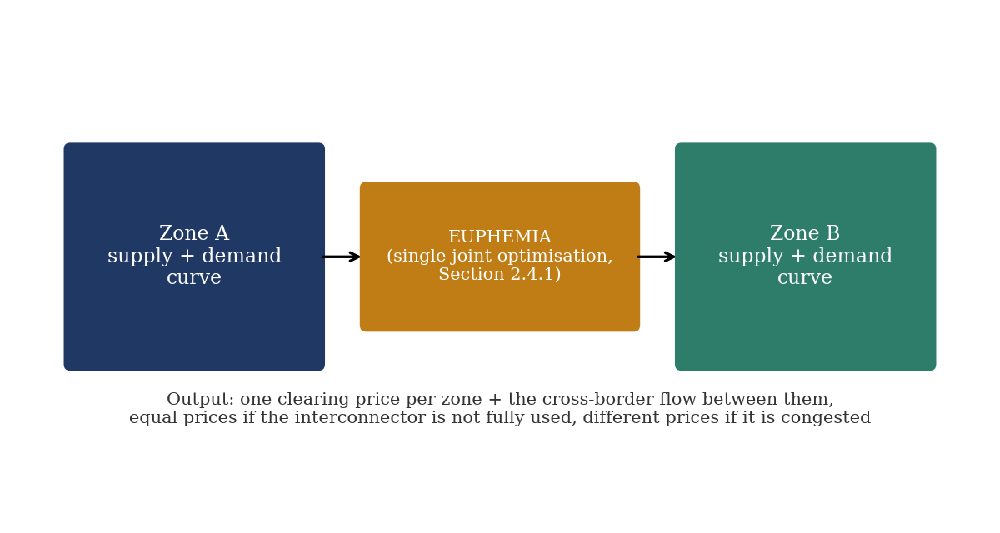 Zone A
supply + demand
curve
EUPHEMIA
(single joint optimisation,
Section 2.4.1)
Zone B
supply + demand
curve
Output: one clearing price per zone + the cross-border flow between them,
equal prices if the interconnector is not fully used, different prices if it is congested